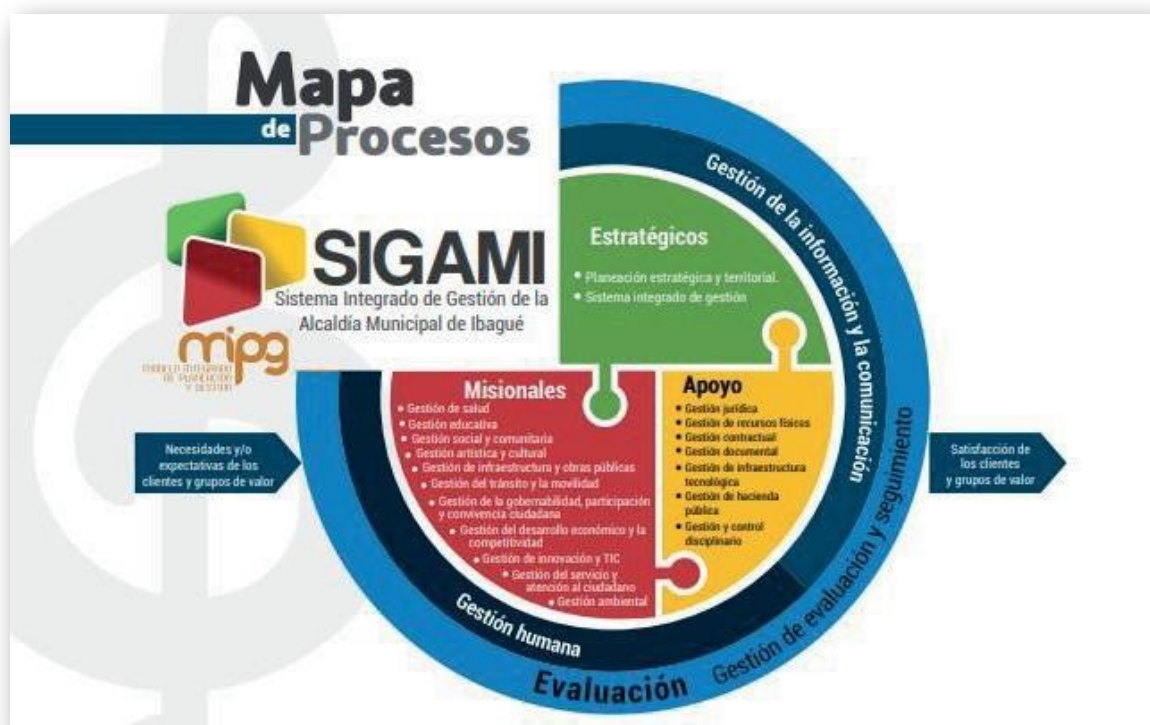 Mapa
de Procesos
SIGAMI
Sistema Integrado de Gestión de la
Alcaldía Municipal de Ibagué
mipg
MODELO INTEGRADO
DE PLANEACIÓN
Y GESTIÓN
Necesidades y/o
expectativas de los
clientes y grupos de valor
Estratégicos
• Planeación estratégica y territorial.
• Sistema integrado de gestión
Misionales
• Gestión de salud
• Gestión educativa
• Gestión social y comunitaria
• Gestión artística y cultural
• Gestión de infraestructura y obras públicas
• Gestión del tránsito y la movilidad
• Gestión de la gobernabilidad, participación
y convivencia ciudadana
• Gestión del desarrollo económico y la
competitividad
• Gestión de innovación y TIC
• Gestión del servicio y
atención al ciudadano
• Gestión ambiental
Apoyo
• Gestión jurídica
• Gestión de recursos físicos
• Gestión contractual
• Gestión documental
• Gestión de infraestructura
tecnológica
• Gestión de hacienda
pública
• Gestión y control
disciplinario
Gestión de la información y la comunicación
Gestión humana
Evaluación
Gestión de evaluación y seguimiento
Satisfacción de
los clientes
y grupos de valor